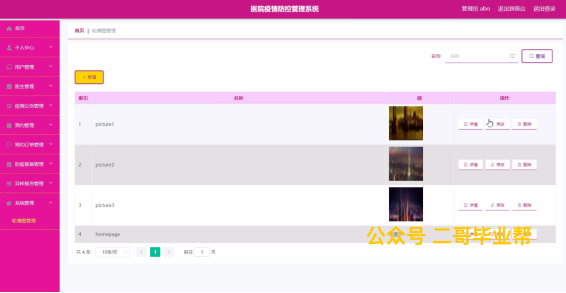 医院疫情防控管理系统
管理员 abo 退出到前台 退出登录
首页
个人中心
用户管理
医生管理
疫情公告管理
预约管理
预约订单管理
防疫报表管理
异样报告管理
系统管理
轮播图管理
首页 | 轮播图管理
名称 名称 查询
新增
索引 名称 值 操作
1 picture1 详情 修改 删除
2 picture2 详情 修改 删除
3 picture3 详情 修改 删除
4 homepage
公众号 二哥毕业帮
共 4 条 10条/页 1 前往 1 页